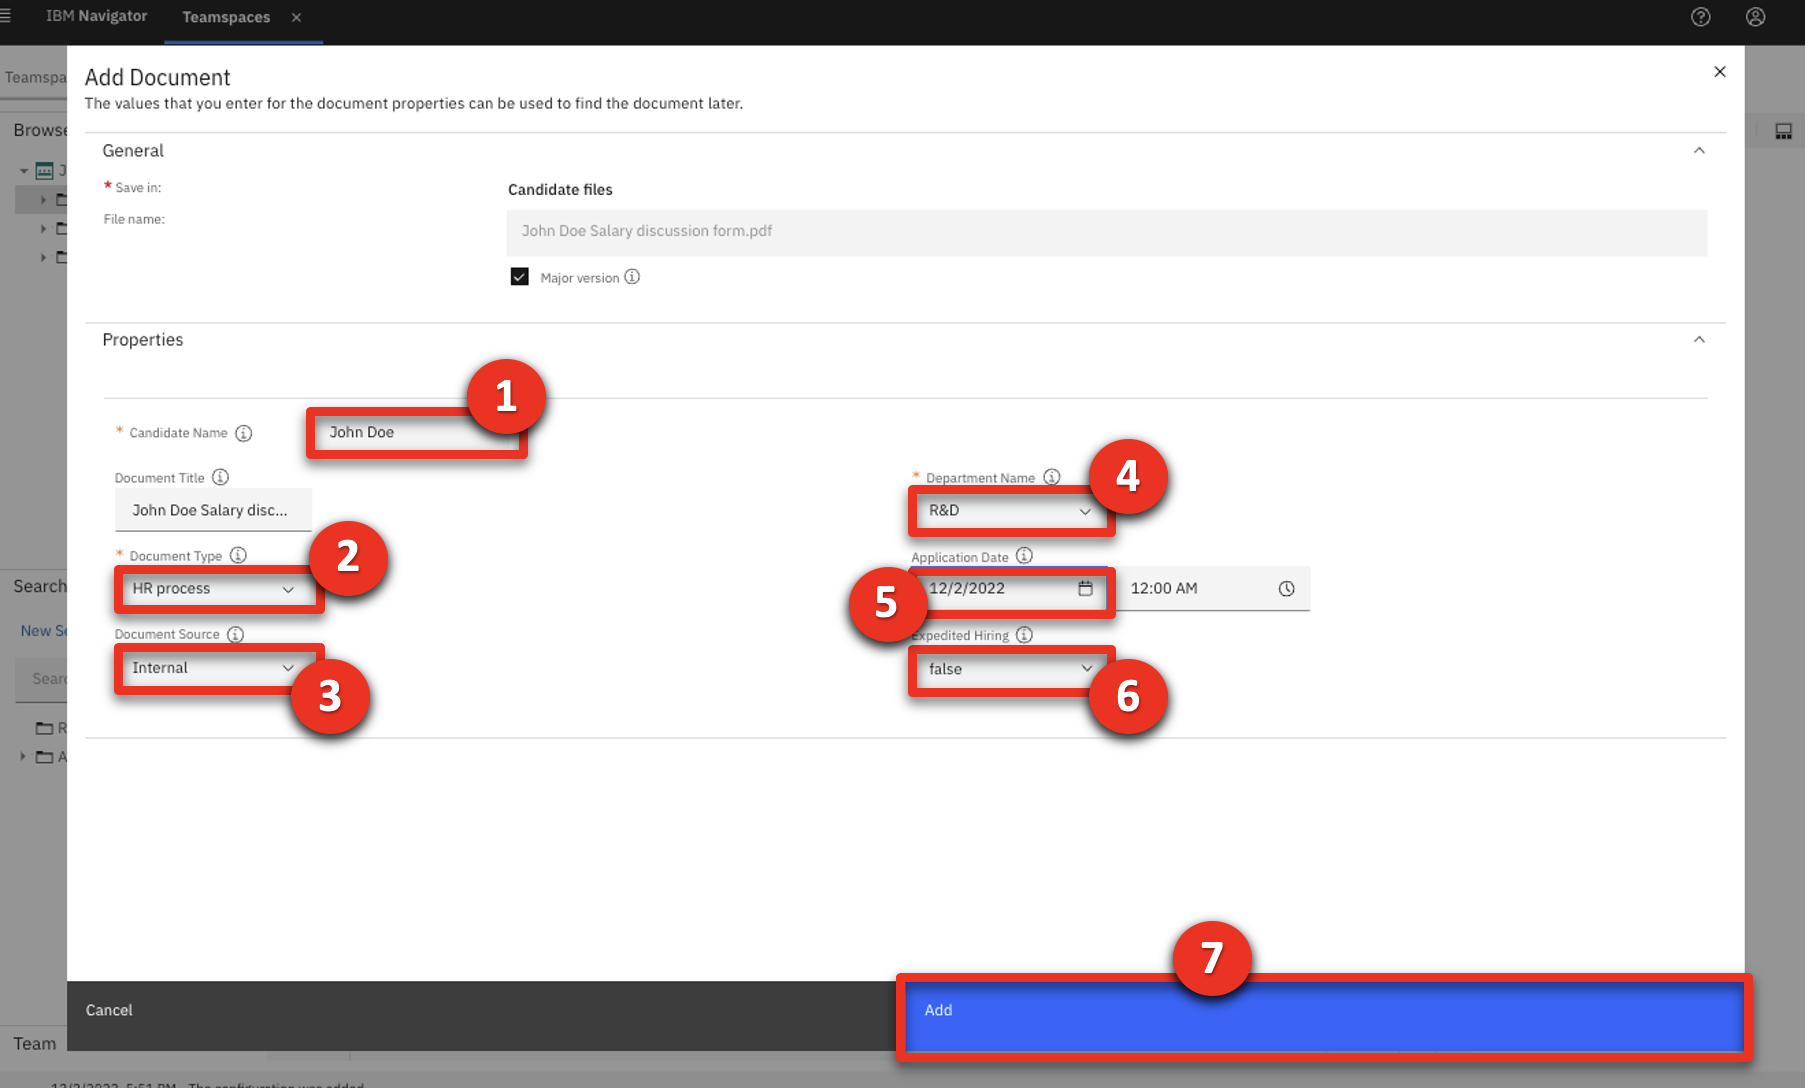 IBM Navigator
Teamspaces
Teamspa
Add Document
The values that you enter for the document properties can be used to find the document later.
Browse
General
J
* Save in:
Candidate files
File name:
John Doe Salary discussion form.pdf
Major version
Properties
1
* Candidate Name
John Doe
Document Title
John Doe Salary disc...
* Department Name
4
R&D
* Document Type
2
HR process
Application Date
5
12/2/2022
12:00 AM
Search
New Se
Document Source
Internal
3
Expedited Hiring
false
6
Searc
R
A
7
Cancel
Add
Team